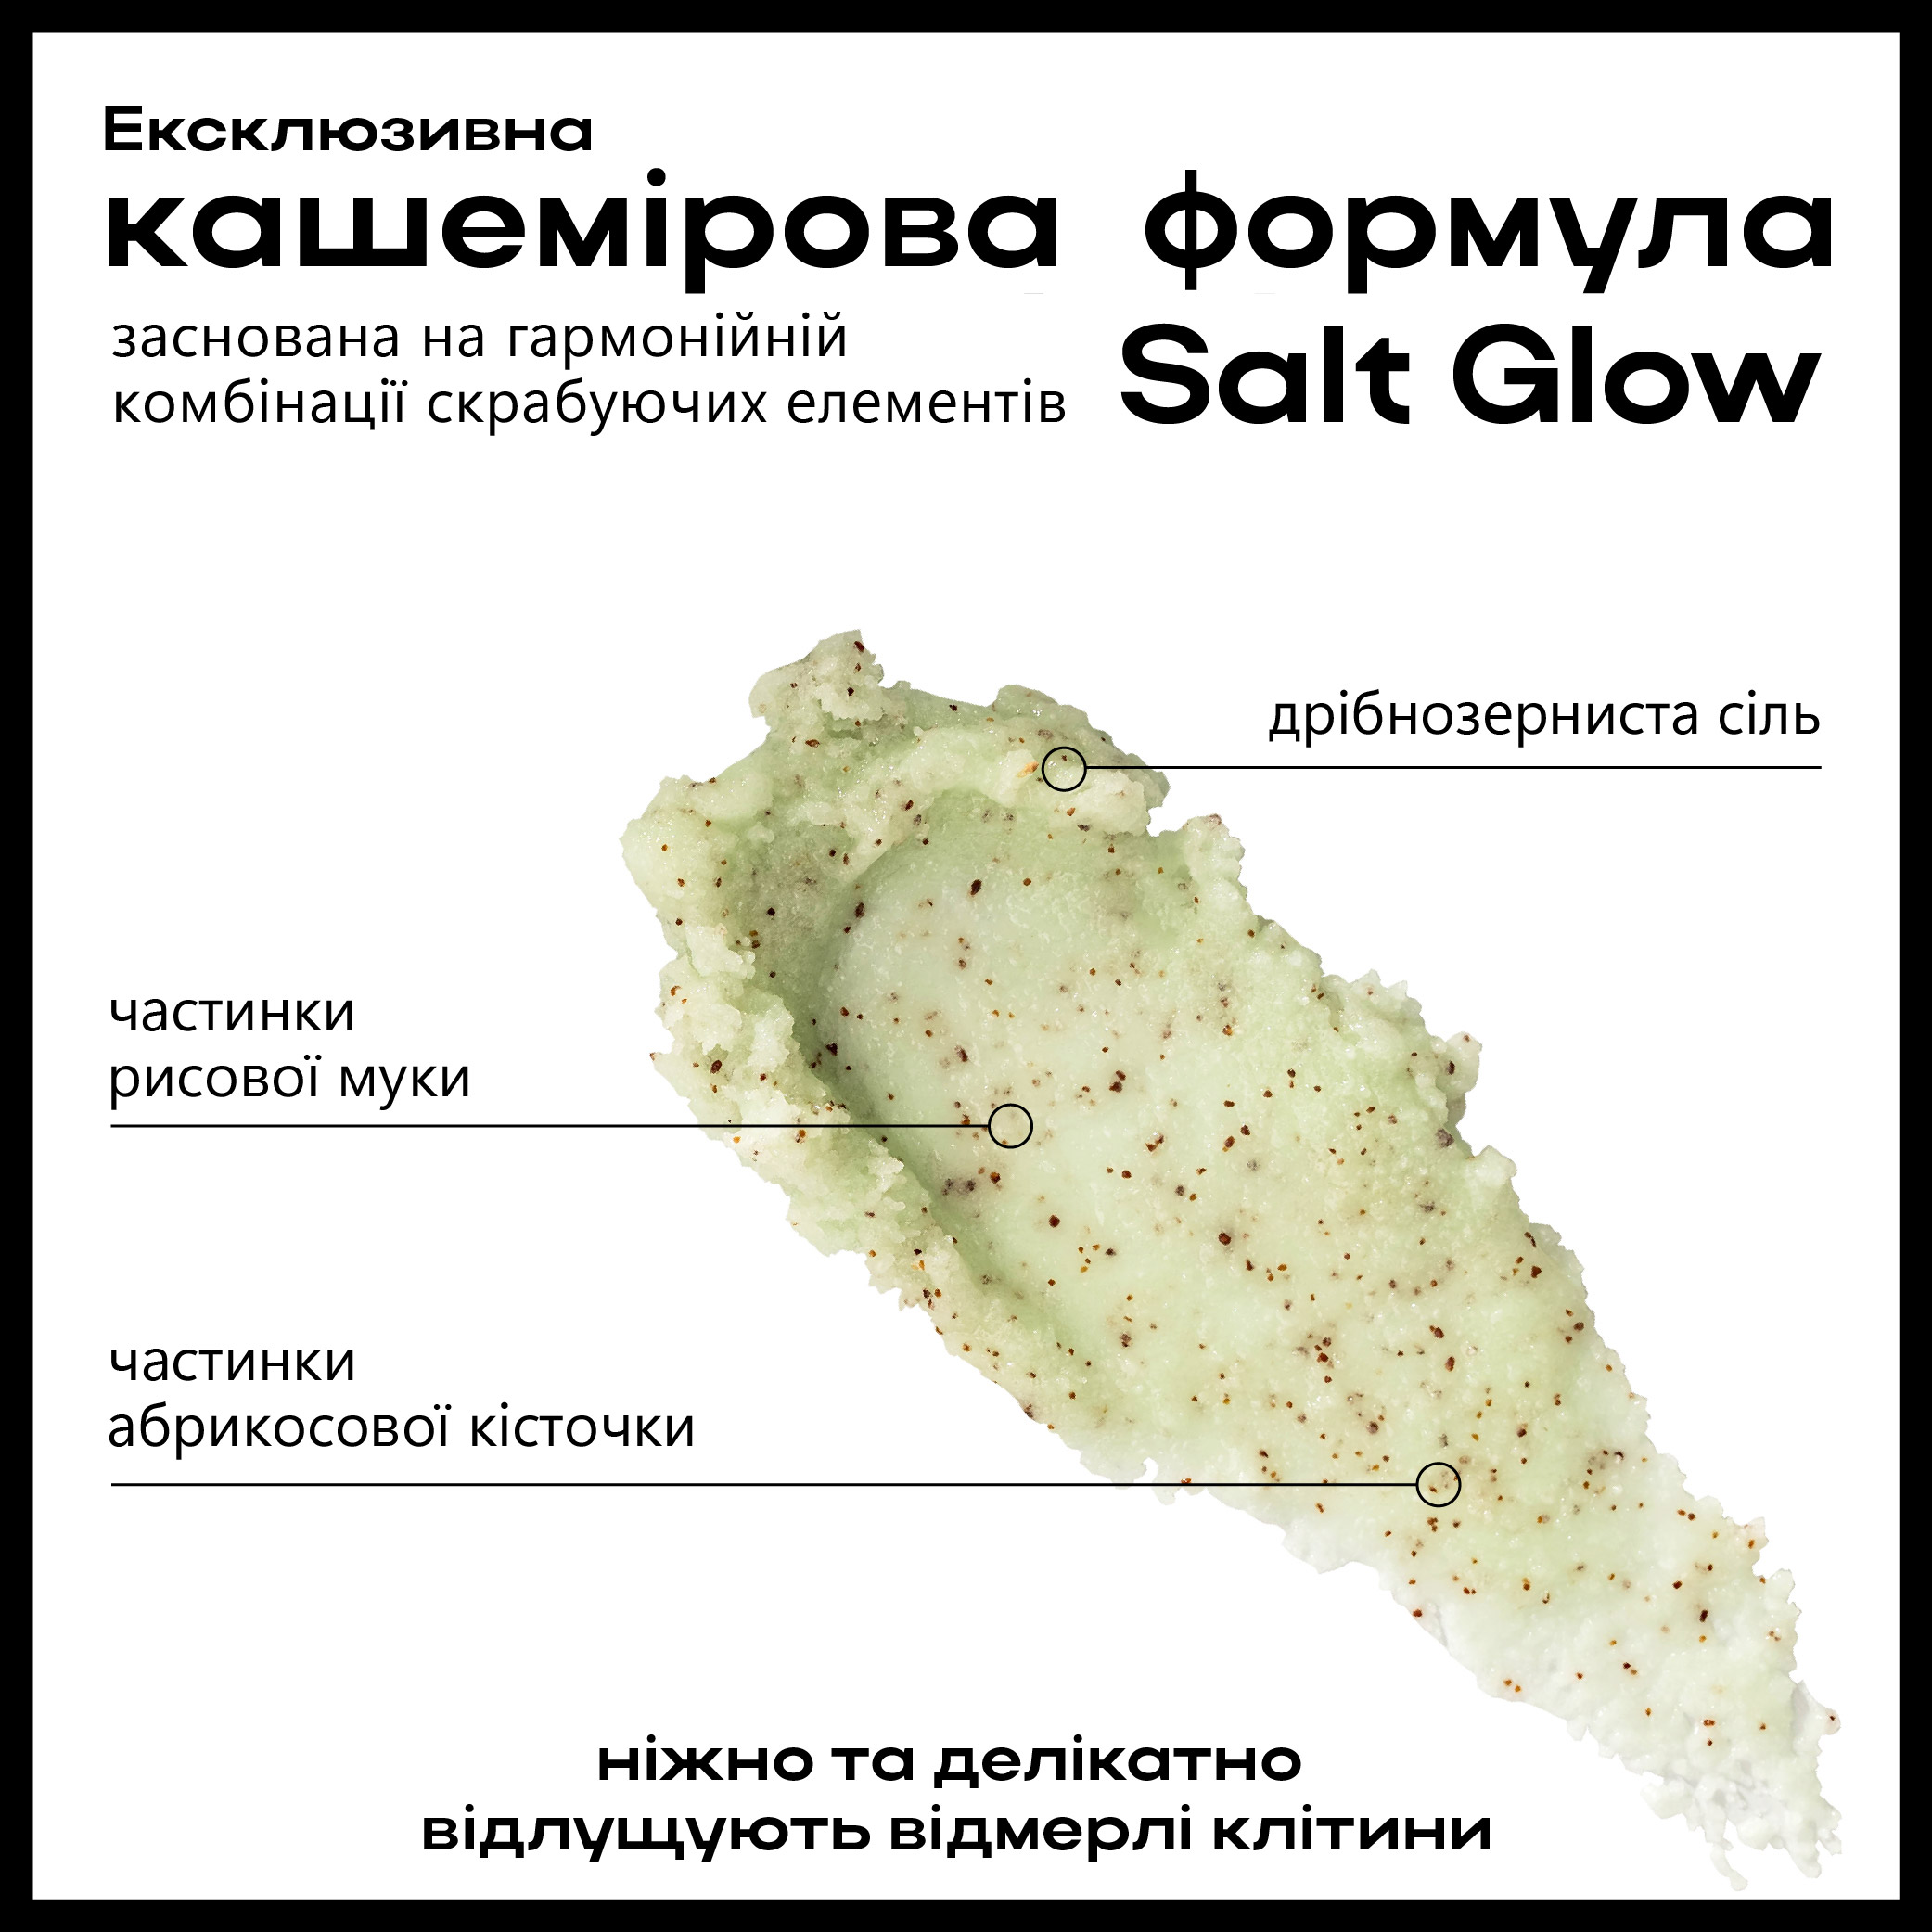 Ексклюзивна
кашемірова формула
заснована на гармонійній
комбінації скрабуючих елементів
Salt Glow
дрібнозерниста сіль
частинки
рисової муки
частинки
абрикосової кісточки
ніжно та делікатно
відлущують відмерлі клітини